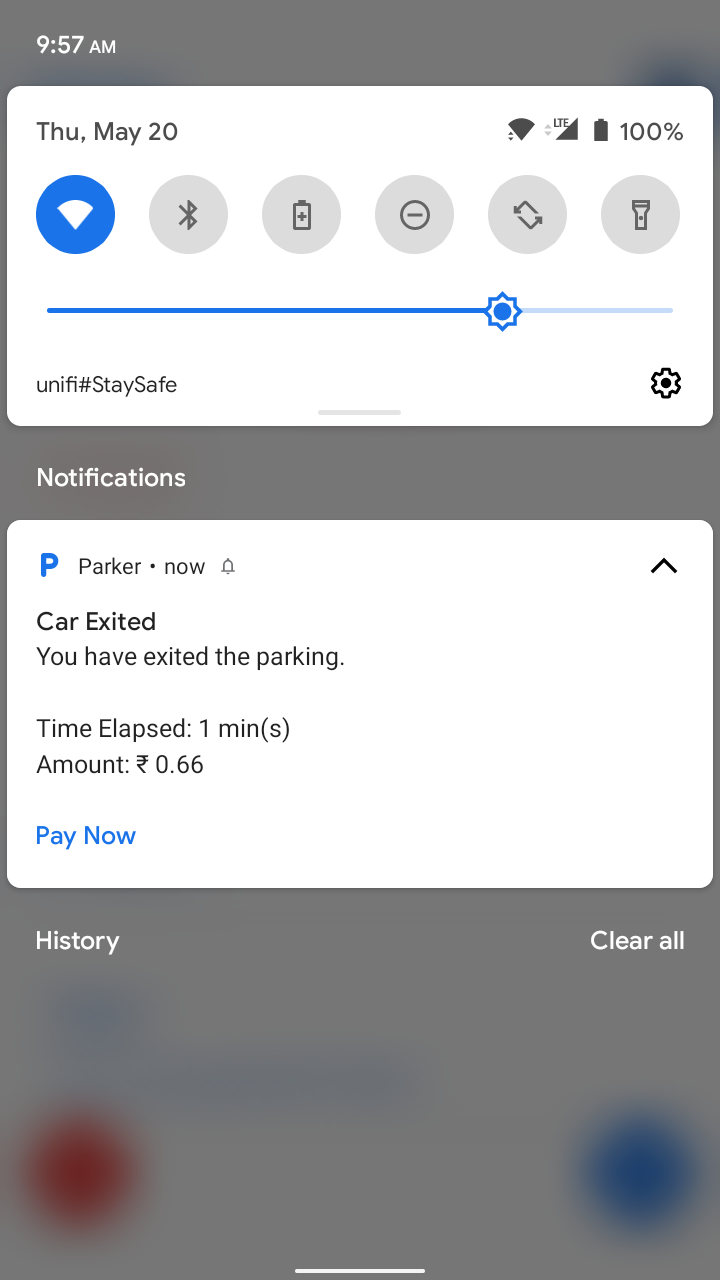 9:57 AM
Thu, May 20
LTE 100%
unifi#StaySafe
Notifications
P Parker • now
Car Exited
You have exited the parking.
Time Elapsed: 1 min(s)
Amount: ₹ 0.66
Pay Now
History Clear all